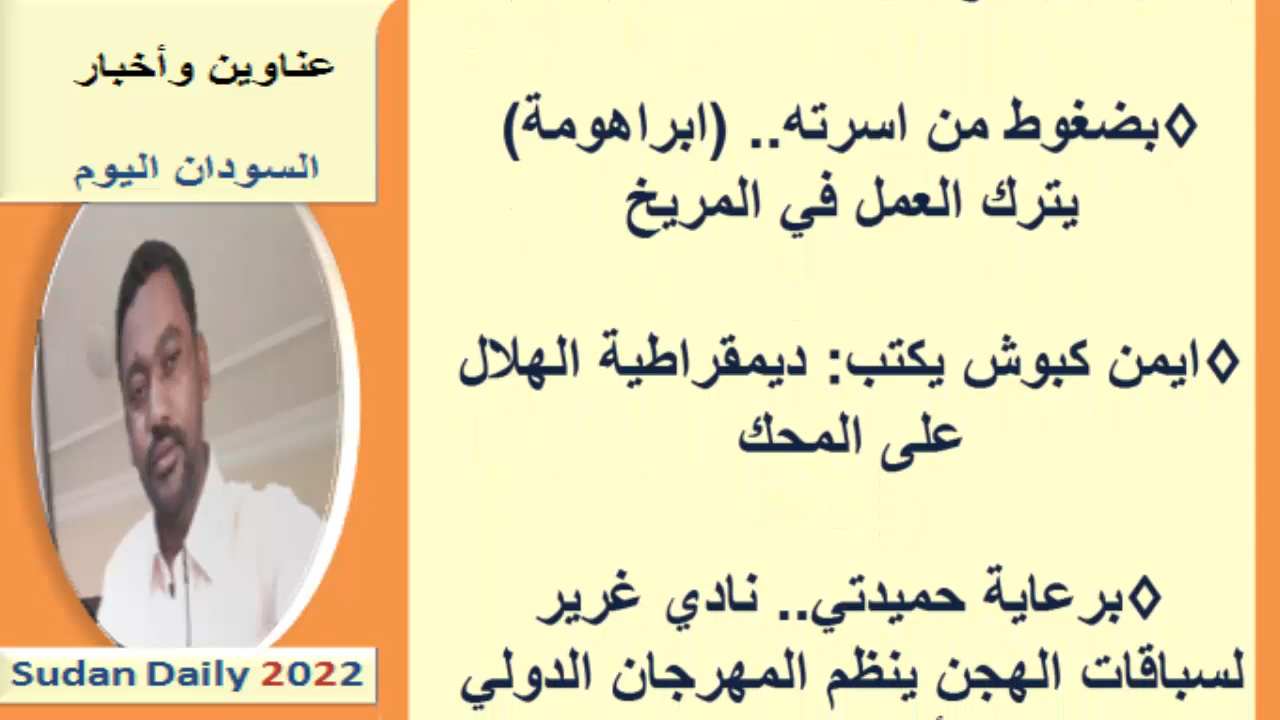 عناوين وأخبار
السودان اليوم
Sudan Daily 2022
◊بضغوط من اسرته.. (ابراهومة)
يترك العمل في المريخ
◊ايمن كبوش يكتب: ديمقراطية الهلال
على المحك
◊برعاية حميدتي.. نادي غرير
لسباقات الهجن ينظم المهرجان الدولي